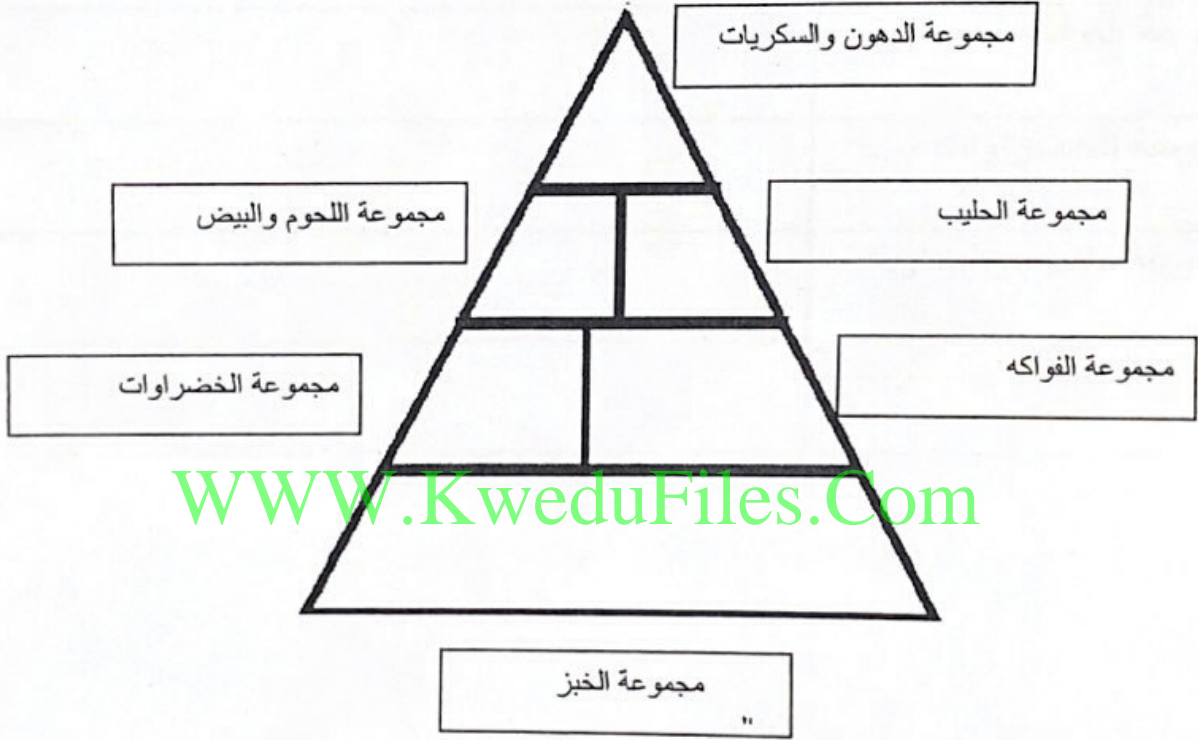 مجموعة الدهون والسكريات
مجموعة الحليب
مجموعة اللحوم والبيض
مجموعة الفواكه
مجموعة الخضراوات
WWW.KweduFiles.Com
مجموعة الخبز